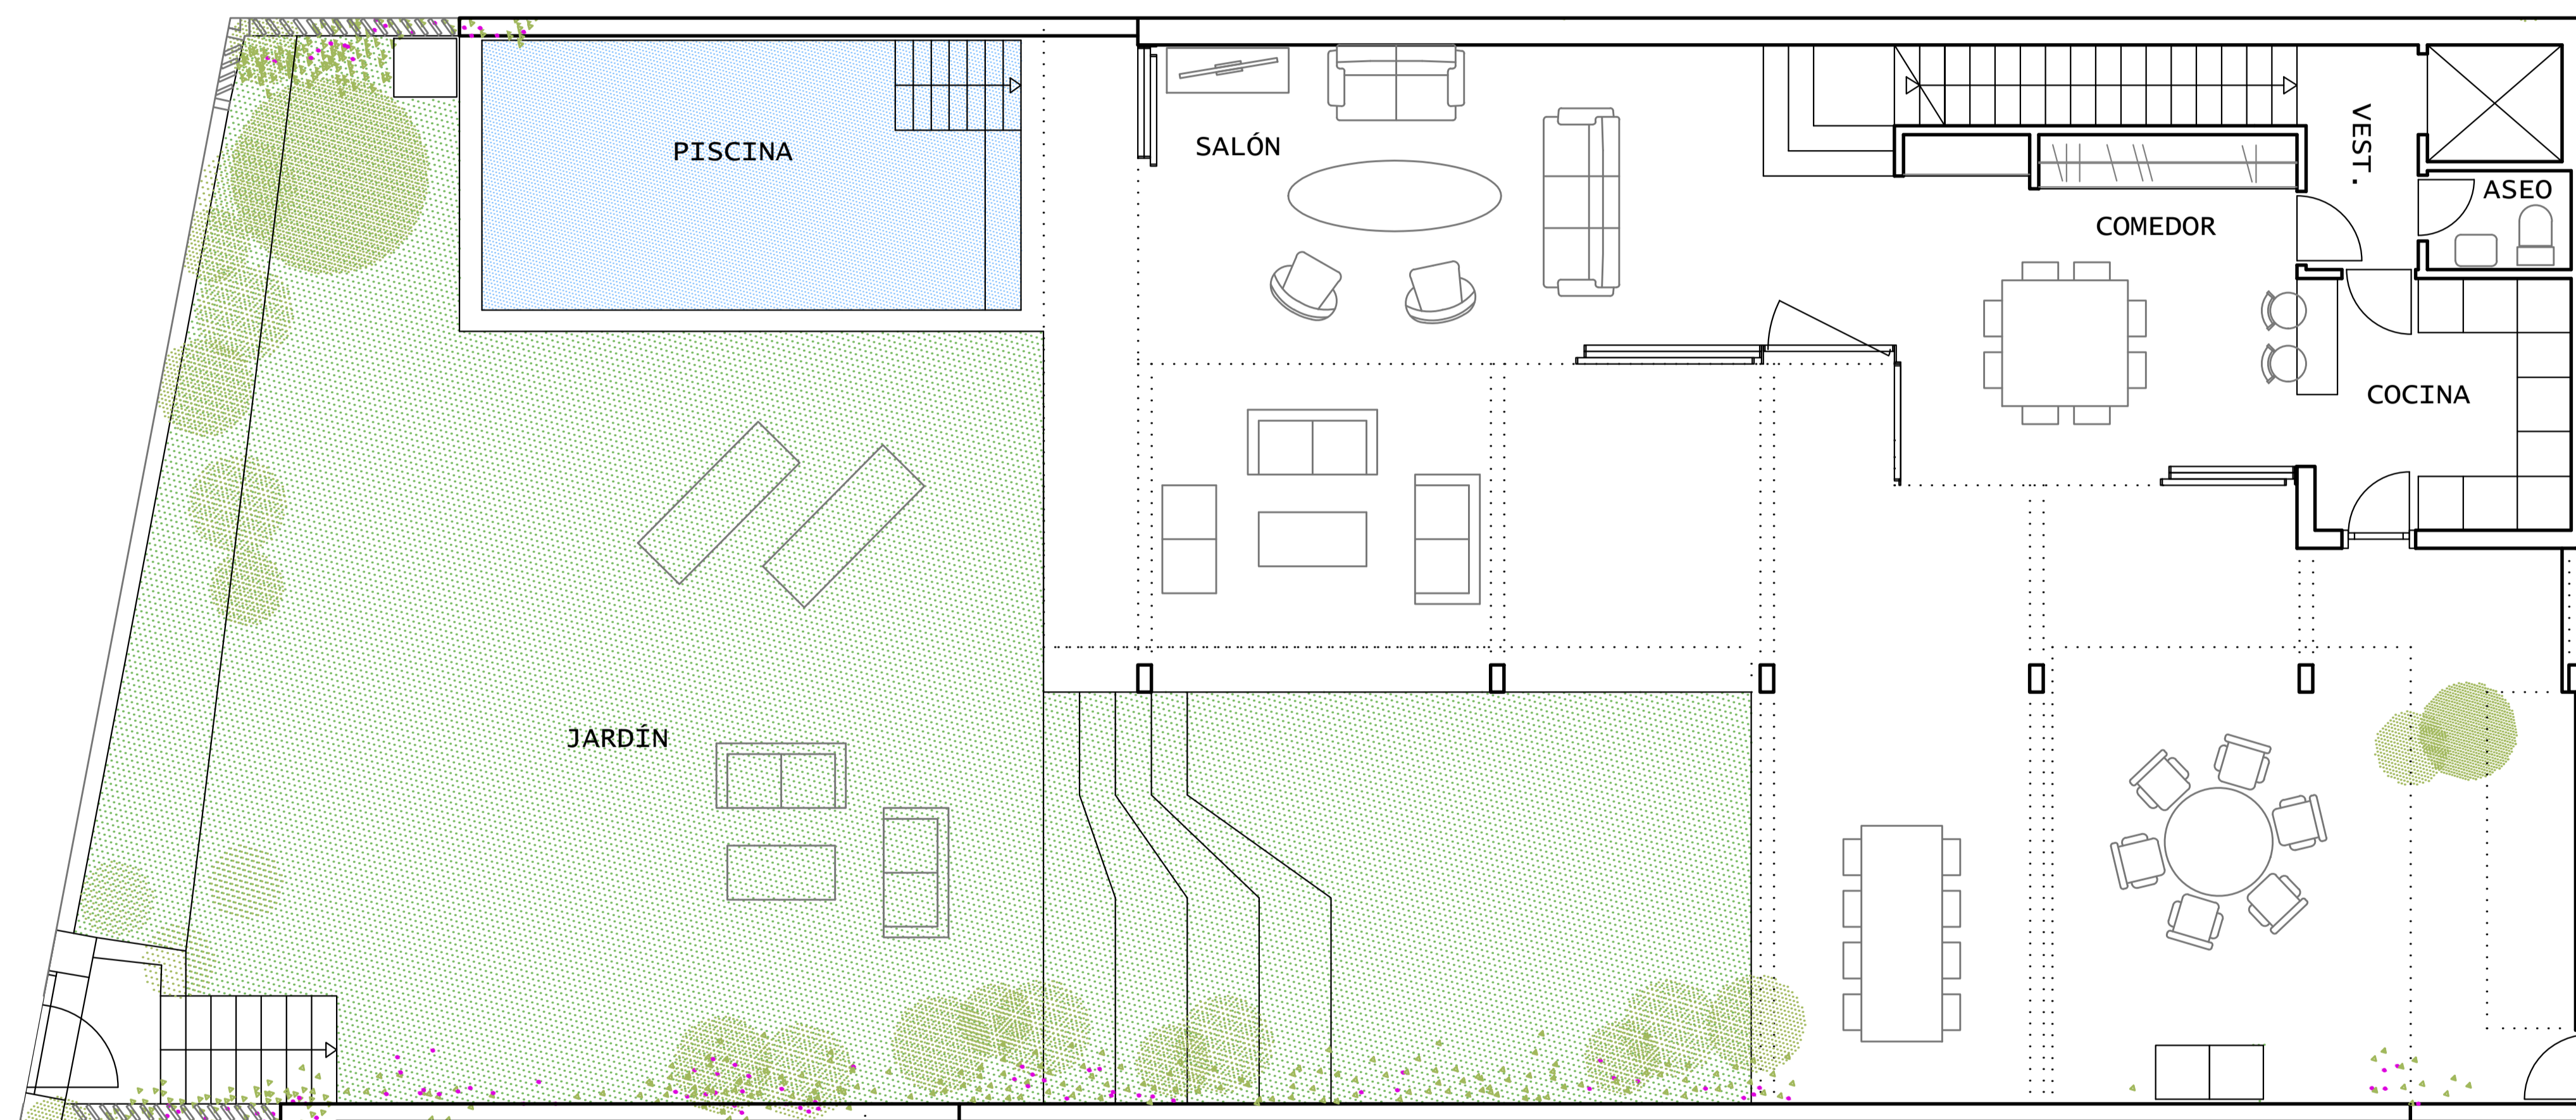 PISCINA
SALÓN
VEST.
ASEO
COMEDOR
COCINA
JARDÍN